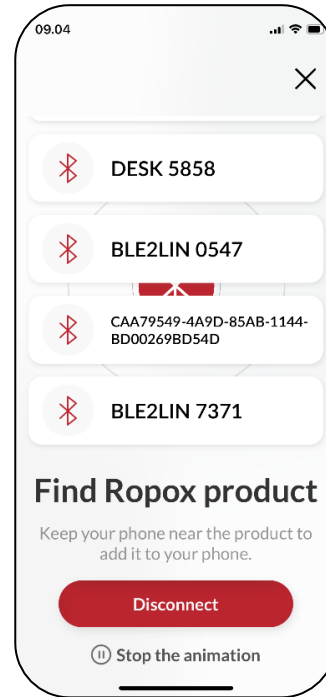 09.04
DESK 5858
BLE2LIN 0547
CAA79549-4A9D-85AB-1144-
BD00269BD54D
BLE2LIN 7371
Find Ropox product
Keep your phone near the product to
add it to your phone.
Disconnect
Stop the animation